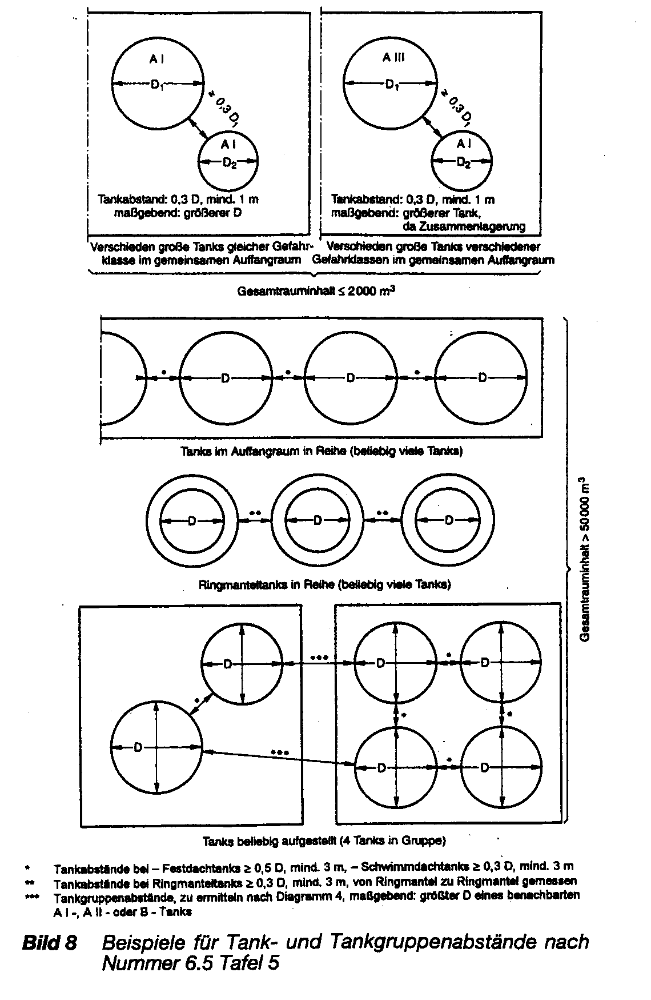 A I
D1
≥ 0,3 D1
A I
D2
Tankabstand: 0,3 D, mind. 1 m
maßgebend: größerer D
A III
D1
≥ 0,3 D1
A I
D2
Tankabstand: 0,3 D, mind. 1 m
maßgebend: größerer Tank,
da Zusammenlagerung
Verschieden große Tanks gleicher Gefahr-
klasse im gemeinsamen Auffangraum
Verschieden große Tanks verschiedener
Gefahrklassen im gemeinsamen Auffangraum
Gesamtrauminhalt ≤ 2000 m³
* D * D * D
Tanks im Auffangraum in Reihe (beliebig viele Tanks)
D ** D ** D
Ringmanteltanks in Reihe (beliebig viele Tanks)
Gesamtrauminhalt > 50000 m³
D *** D * D
* * *
D *** D * D
Tanks beliebig aufgestellt (4 Tanks in Gruppe)
* Tankabstände bei – Festdachtanks ≥ 0,5 D, mind. 3 m, – Schwimmdachtanks ≥ 0,3 D, mind. 3 m
** Tankabstände bei Ringmanteltanks ≥ 0,3 D, mind. 3 m, von Ringmantel zu Ringmantel gemessen
*** Tankgruppenabstände, zu ermitteln nach Diagramm 4, maßgebend: größter D eines benachbarten
A I -, A II - oder B - Tanks
Bild 8 Beispiele für Tank- und Tankgruppenabstände nach
Nummer 6.5 Tafel 5